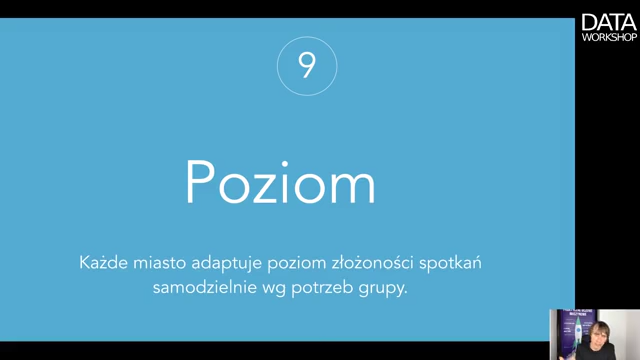 DATA
WORKSHOP
9
Poziom
Każde miasto adaptuje poziom złożoności spotkań
samodzielnie wg potrzeb grupy.